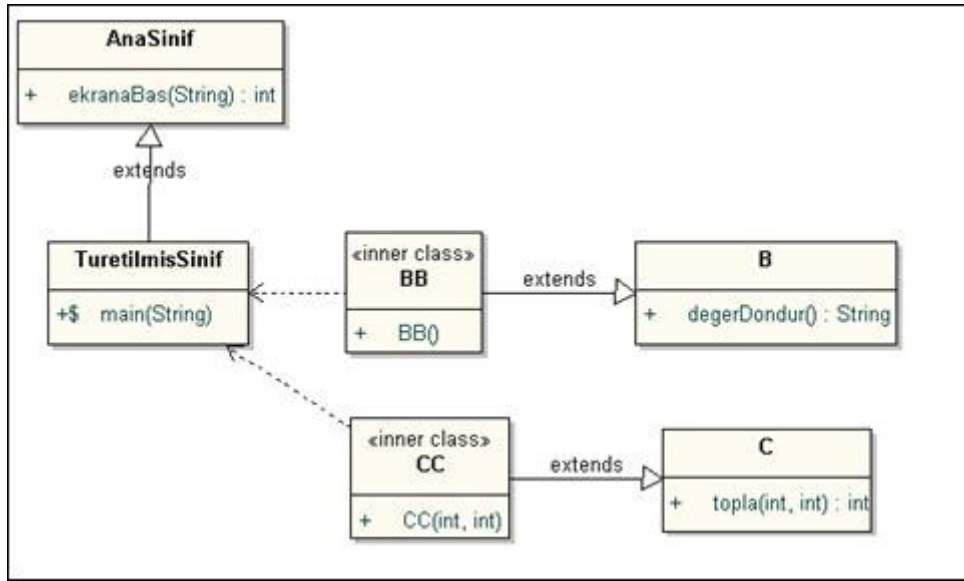 AnaSinif
+ ekranaBas(String) : int
extends
TuretilmisSinif
+$ main(String)
«inner class»
BB
+ BB()
extends
B
+ degerDondur() : String
«inner class»
CC
+ CC(int, int)
extends
C
+ topla(int, int) : int